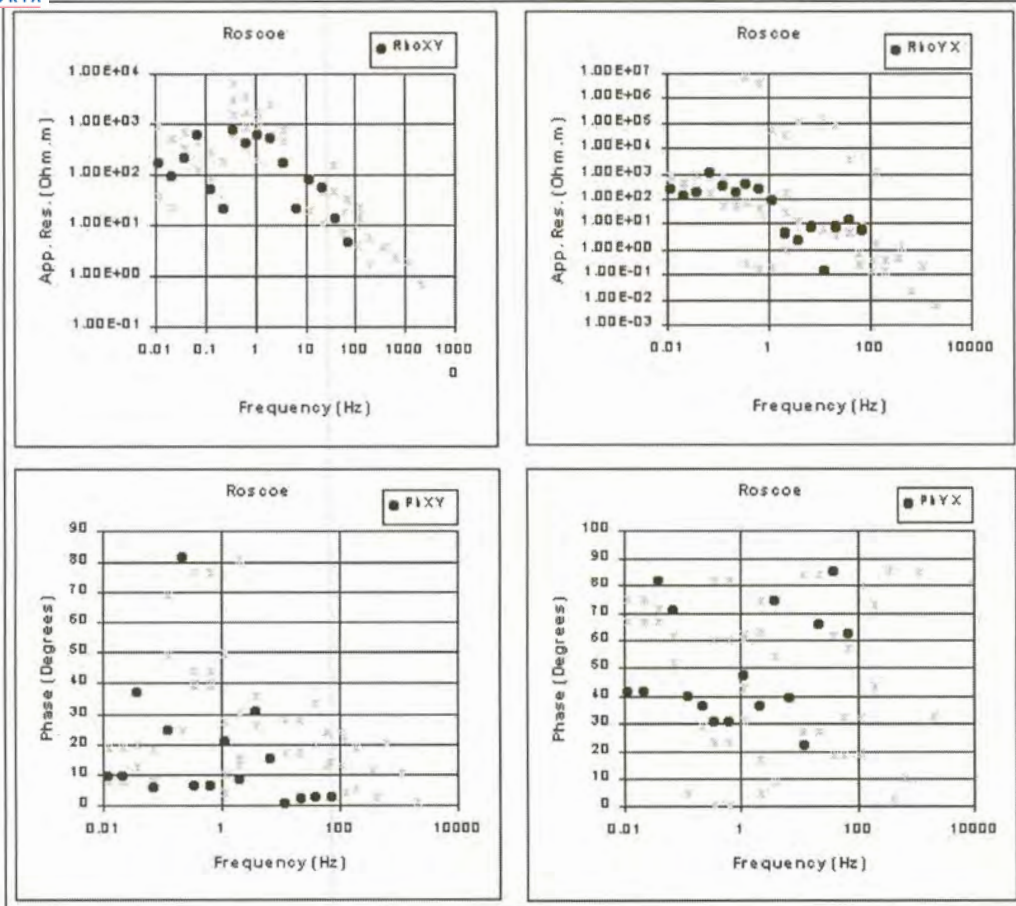 Roscoe
RhoXY
1.00E+04
1.00E+03
1.00E+02
1.00E+01
1.00E+00
1.00E-01
App. Res. (Ohm.m)
0.01
0.1
1
10
100
1000
1000
0
Frequency (Hz)
Roscoe
RhoYX
1.00E+07
1.00E+06
1.00E+05
1.00E+04
1.00E+03
1.00E+02
1.00E+01
1.00E+00
1.00E-01
1.00E-02
1.00E-03
App. Res. (Ohm.m)
0.01
1
100
10000
Frequency (Hz)
Roscoe
PhXY
90
80
70
60
50
40
30
20
10
0
Phase (Degrees)
0.01
1
100
10000
Frequency (Hz)
Roscoe
PhYX
100
90
80
70
60
50
40
30
20
10
0
Phase (Degrees)
0.01
1
100
10000
Frequency (Hz)